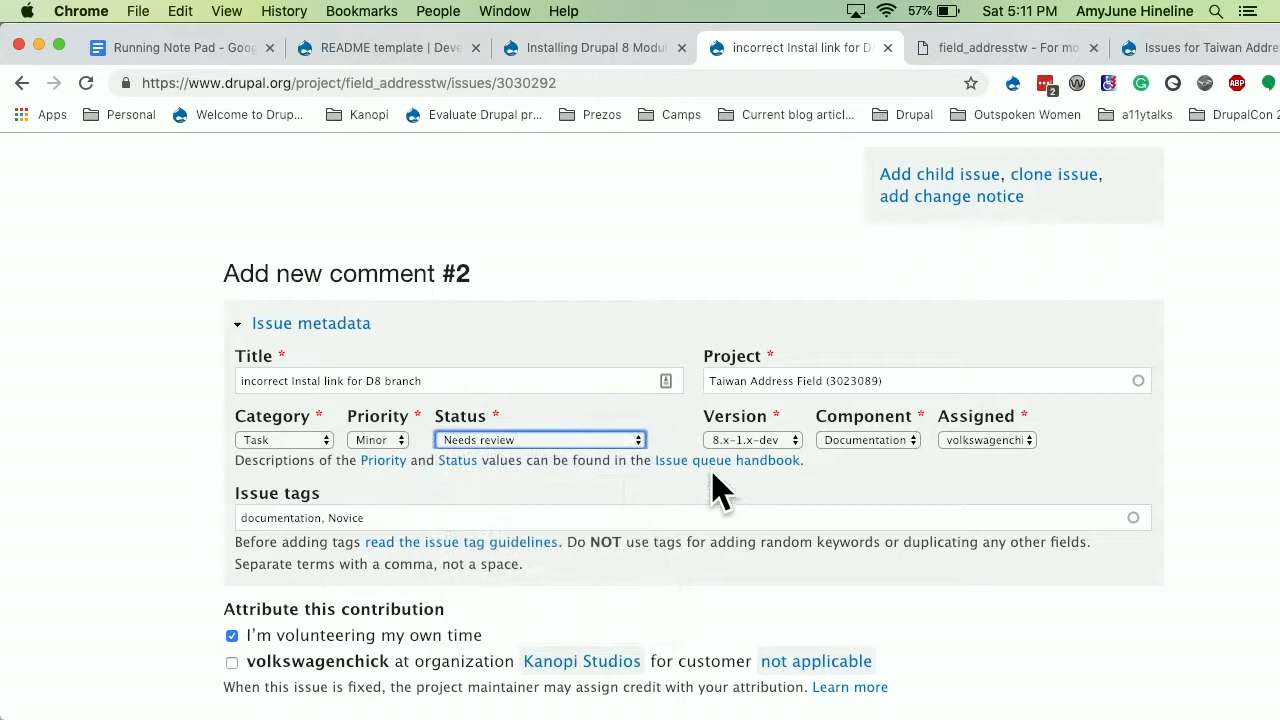 Chrome File Edit View History Bookmarks People Window Help 57% Sat 5:11 PM AmyJune Hineline
Running Note Pad - Goog README template | Deve Installing Drupal 8 Modul incorrect Instal link for D field_addresstw - For mo Issues for Taiwan Addre
https://www.drupal.org/project/field_addresstw/issues/3030292 2 ABP
Apps Personal Welcome to Drup... Kanopi Evaluate Drupal pr... Prezos Camps Current blog articl... Drupal Outspoken Women a11ytalks DrupalCon 2
Add child issue, clone issue,
add change notice
Add new comment #2
Issue metadata
Title * Project *
incorrect Instal link for D8 branch Taiwan Address Field (3023089)
Category * Priority * Status * Version * Component * Assigned *
Task Minor Needs review 8.x-1.x-dev Documentation volkswagenchi
Descriptions of the Priority and Status values can be found in the Issue queue handbook.
Issue tags
documentation, Novice
Before adding tags read the issue tag guidelines. Do NOT use tags for adding random keywords or duplicating any other fields.
Separate terms with a comma, not a space.
Attribute this contribution
I'm volunteering my own time
volkswagenchick at organization Kanopi Studios for customer not applicable
When this issue is fixed, the project maintainer may assign credit with your attribution. Learn more